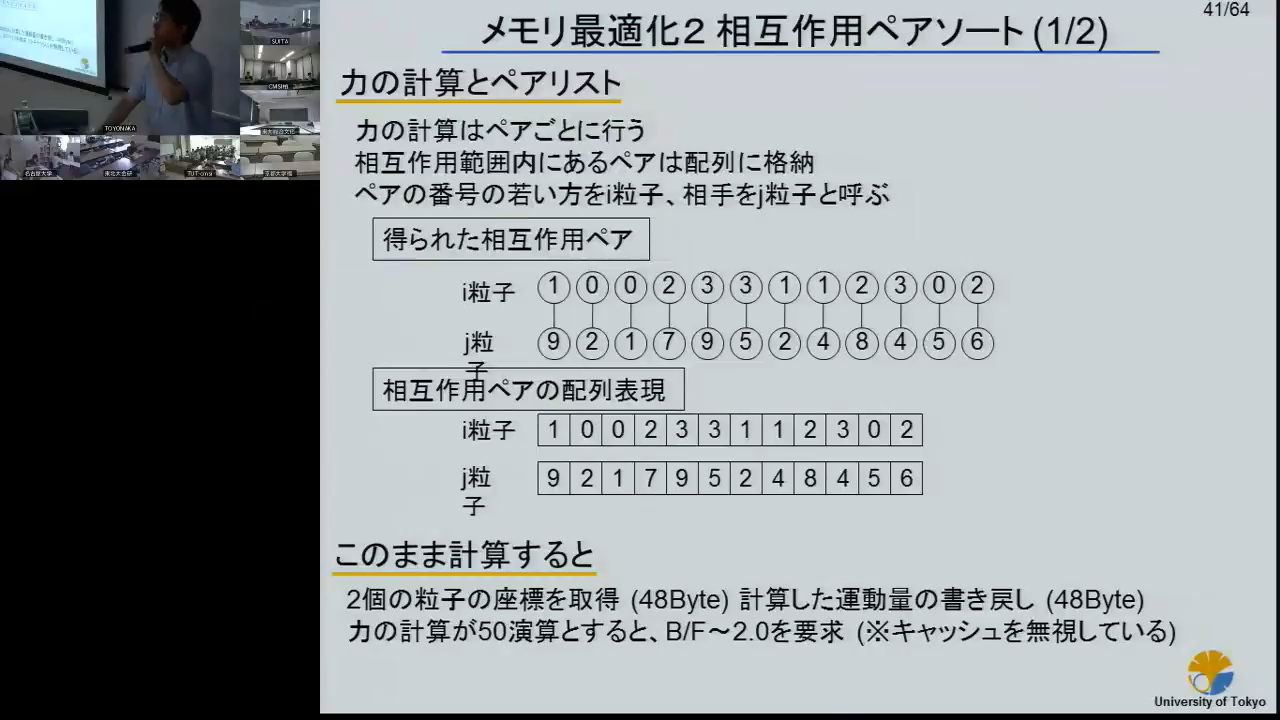 41/64
メモリ最適化2 相互作用ペアソート (1/2)
力の計算とペアリスト
力の計算はペアごとに行う
相互作用範囲内にあるペアは配列に格納
ペアの番号の若い方をi粒子、相手をj粒子と呼ぶ
得られた相互作用ペア
i粒子 1 0 0 2 3 3 1 1 2 3 0 2
j粒子 9 2 1 7 9 5 2 4 8 4 5 6
相互作用ペアの配列表現
i粒子 1 0 0 2 3 3 1 1 2 3 0 2
j粒子 9 2 1 7 9 5 2 4 8 4 5 6
このまま計算すると
2個の粒子の座標を取得 (48Byte) 計算した運動量の書き戻し (48Byte)
力の計算が50演算とすると、B/F～2.0を要求 (※キャッシュを無視している)
University of Tokyo
TOYONAKA
SUITA
名古屋大学
TUT-cmsi